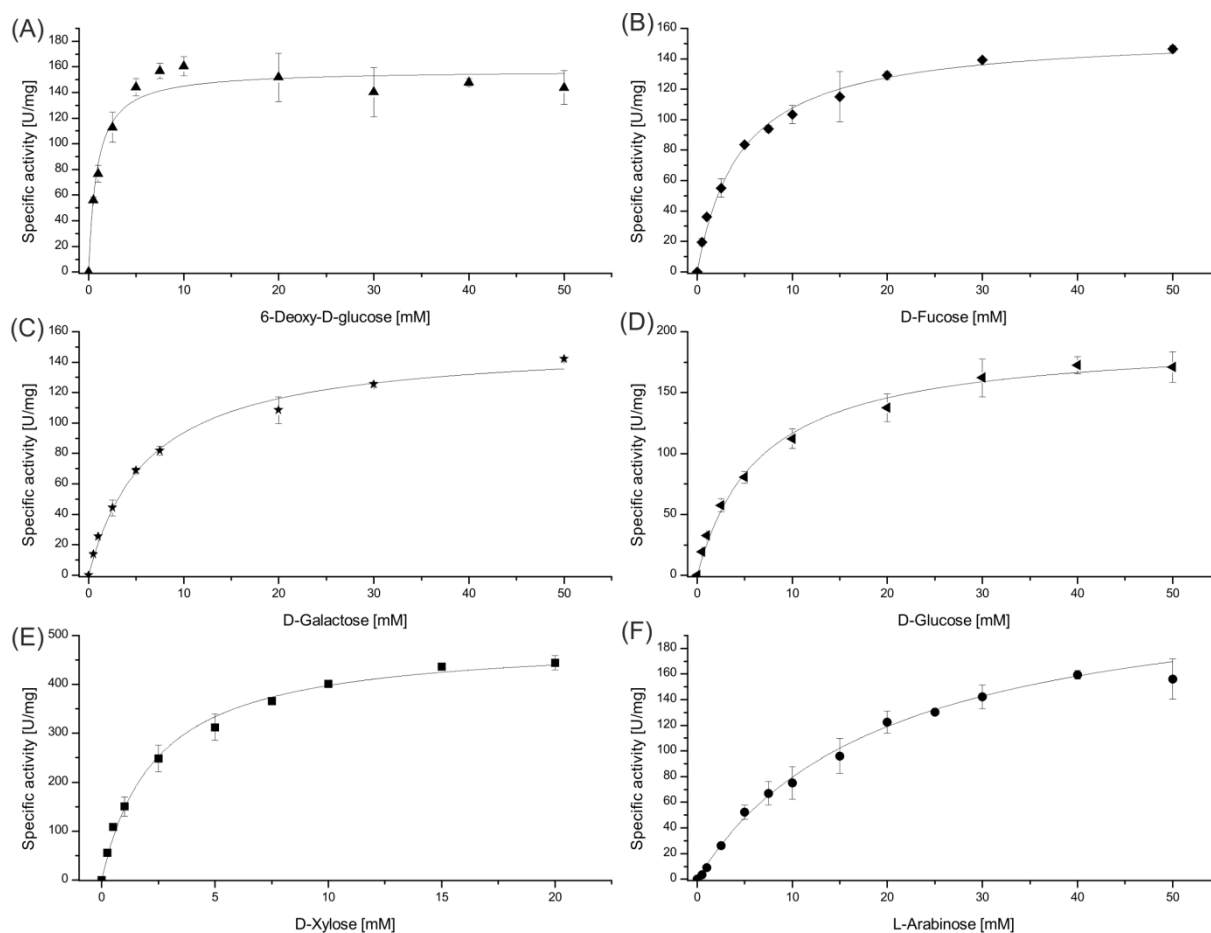 (A)
Specific activity [U/mg]
180
160
140
120
100
80
60
40
20
0
0 10 20 30 40 50
6-Deoxy-D-glucose [mM]
(B)
Specific activity [U/mg]
160
140
120
100
80
60
40
20
0
0 10 20 30 40 50
D-Fucose [mM]
(C)
Specific activity [U/mg]
160
140
120
100
80
60
40
20
0
0 10 20 30 40 50
D-Galactose [mM]
(D)
Specific activity [U/mg]
200
150
100
50
0
0 10 20 30 40 50
D-Glucose [mM]
(E)
Specific activity [U/mg]
500
400
300
200
100
0
0 5 10 15 20
D-Xylose [mM]
(F)
Specific activity [U/mg]
180
160
140
120
100
80
60
40
20
0
0 10 20 30 40 50
L-Arabinose [mM]